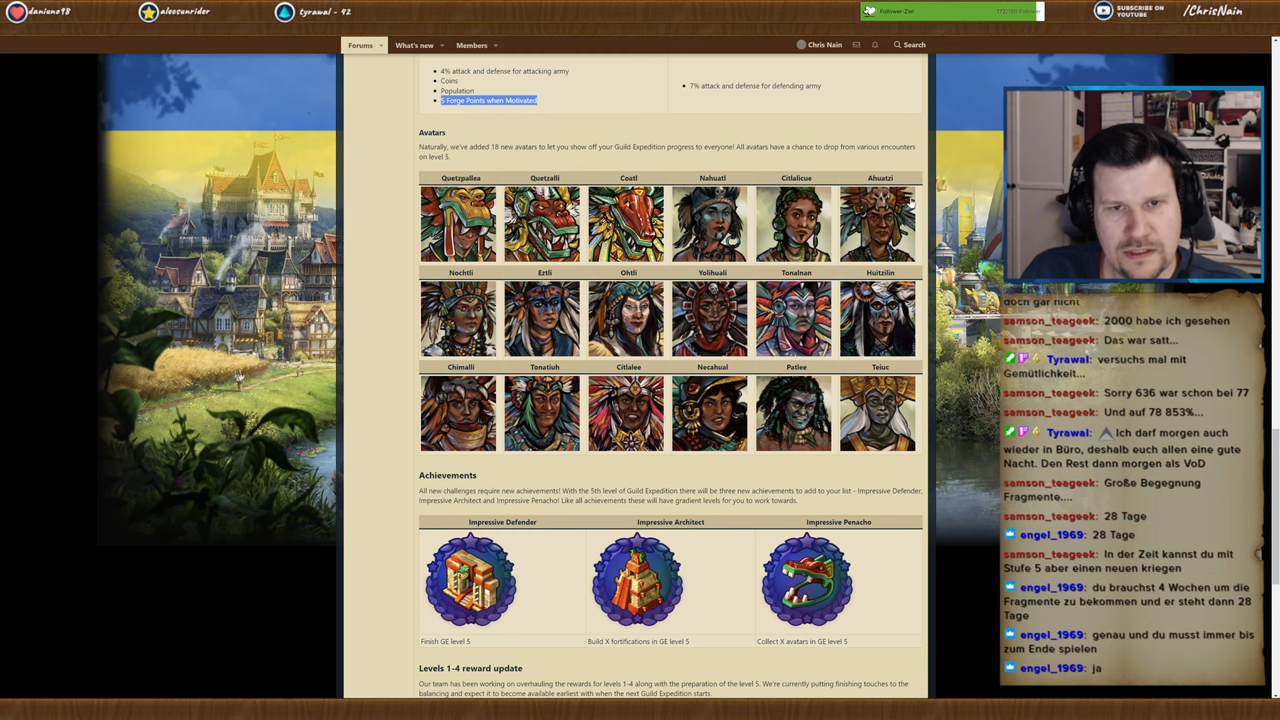 daniuno98
aleesunrider
tyrawal - 42
Follower-Ziel
SUBSCRIBE ON
YOUTUBE
/ChrisNain
Forums
What's new
Members
Chris Nain
Search
4% attack and defense for attacking army
Coins
Population
5 Forge Points when Motivated
7% attack and defense for defending army
Avatars
Naturally, we've added 18 new avatars to let you show off your Guild Expedition progress to everyone! All avatars have a chance to drop from various encounters
on level 5.
Quetzpallea Quetzalli Coatl Nahuatl Citlalicue Ahuatzi
Nochtli Eztli Ohtli Yolihuali Tonalnan Huitzilin
Chimalli Tonatiuh Citlalee Necahual Patlee Teiuc
Achievements
All new challenges require new achievements! With the 5th level of Guild Expedition there will be three new achievements to add to your list - Impressive Defender,
Impressive Architect and Impressive Penacho! Like all achievements these will have gradient levels for you to work towards.
Impressive Defender Impressive Architect Impressive Penacho
Finish GE level 5 Build X fortifications in GE level 5 Collect X avatars in GE level 5
Levels 1-4 reward update
Our team has been working on overhauling the rewards for levels 1-4 along with the preparation of the level 5. We're currently putting finishing touches to the
balancing and expect it to become available earliest with when the next Guild Expedition starts.
doch gar nicht
samson_teageek: 2000 habe ich gesehen
samson_teageek: Das war satt...
Tyrawal: versuchs mal mit
Gemütlichkeit...
samson_teageek: Sorry 636 war schon bei 77
samson_teageek: Und auf 78 853%...
Tyrawal: Ich darf morgen auch
wieder in Büro, deshalb euch allen eine gute
Nacht. Den Rest dann morgen als VoD
samson_teageek: Große Begegnung
Fragmente....
samson_teageek: 28 Tage
engel_1969: 28 Tage
samson_teageek: In der Zeit kannst du mit
Stufe 5 aber einen neuen kriegen
engel_1969: du brauchst 4 Wochen um die
Fragmente zu bekommen und er steht dann 28
Tage
engel_1969: genau und du musst immer bis
zum Ende spielen
engel_1969: ja